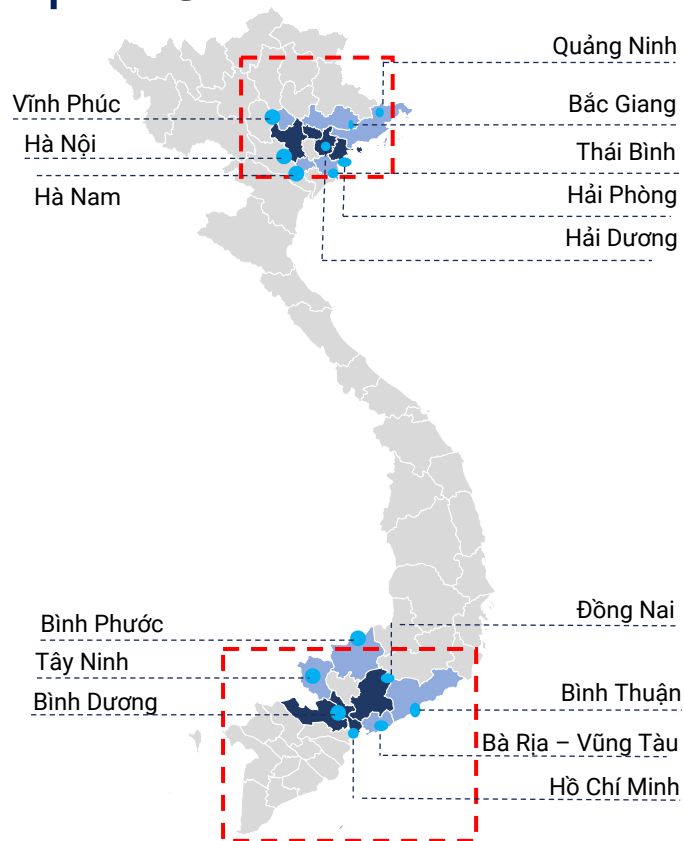 Quảng Ninh
Vĩnh Phúc
Bắc Giang
Hà Nội
Thái Bình
Hà Nam
Hải Phòng
Hải Dương
Đồng Nai
Bình Phước
Tây Ninh
Bình Thuận
Bình Dương
Bà Rịa – Vũng Tàu
Hồ Chí Minh